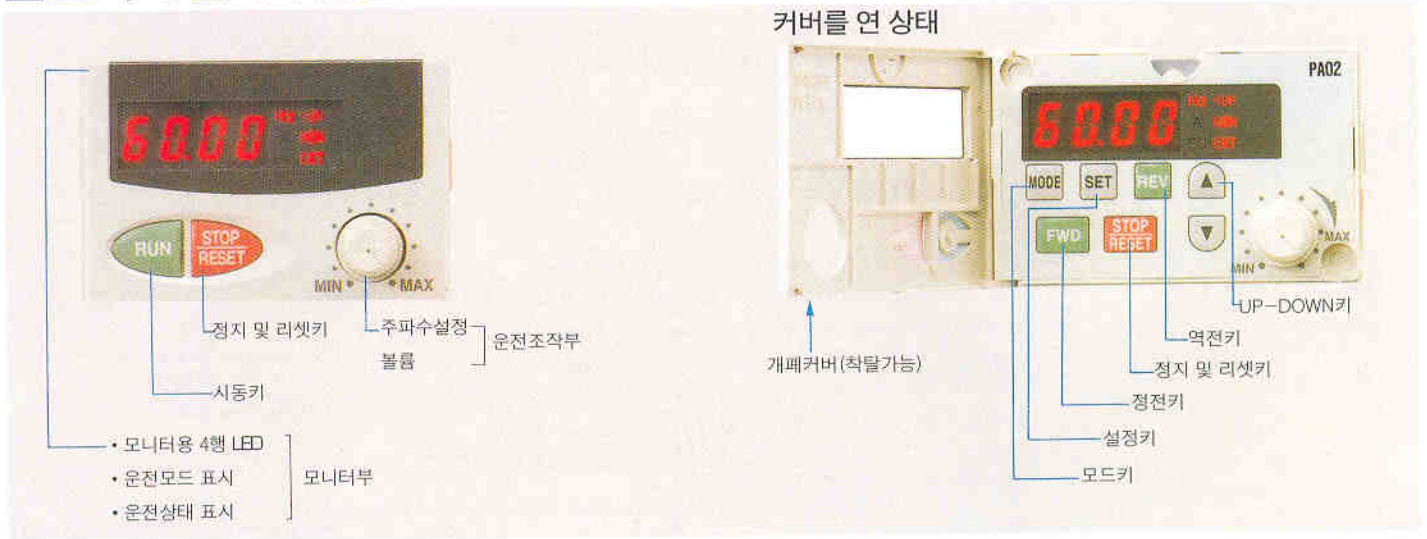 60.00
RUN
STOP
RESET
MIN
MAX
정지 및 리셋키
주파수설정
볼륨
운전조작부
시동키
• 모니터용 4행 LED
• 운전모드 표시
• 운전상태 표시
모니터부
커버를 연 상태
PA02
60.00
A
MODE
SET
REV
FWD
STOP
RESET
MIN
MAX
UP-DOWN키
역전키
개폐커버(착탈가능)
정지 및 리셋키
정전키
설정키
모드키